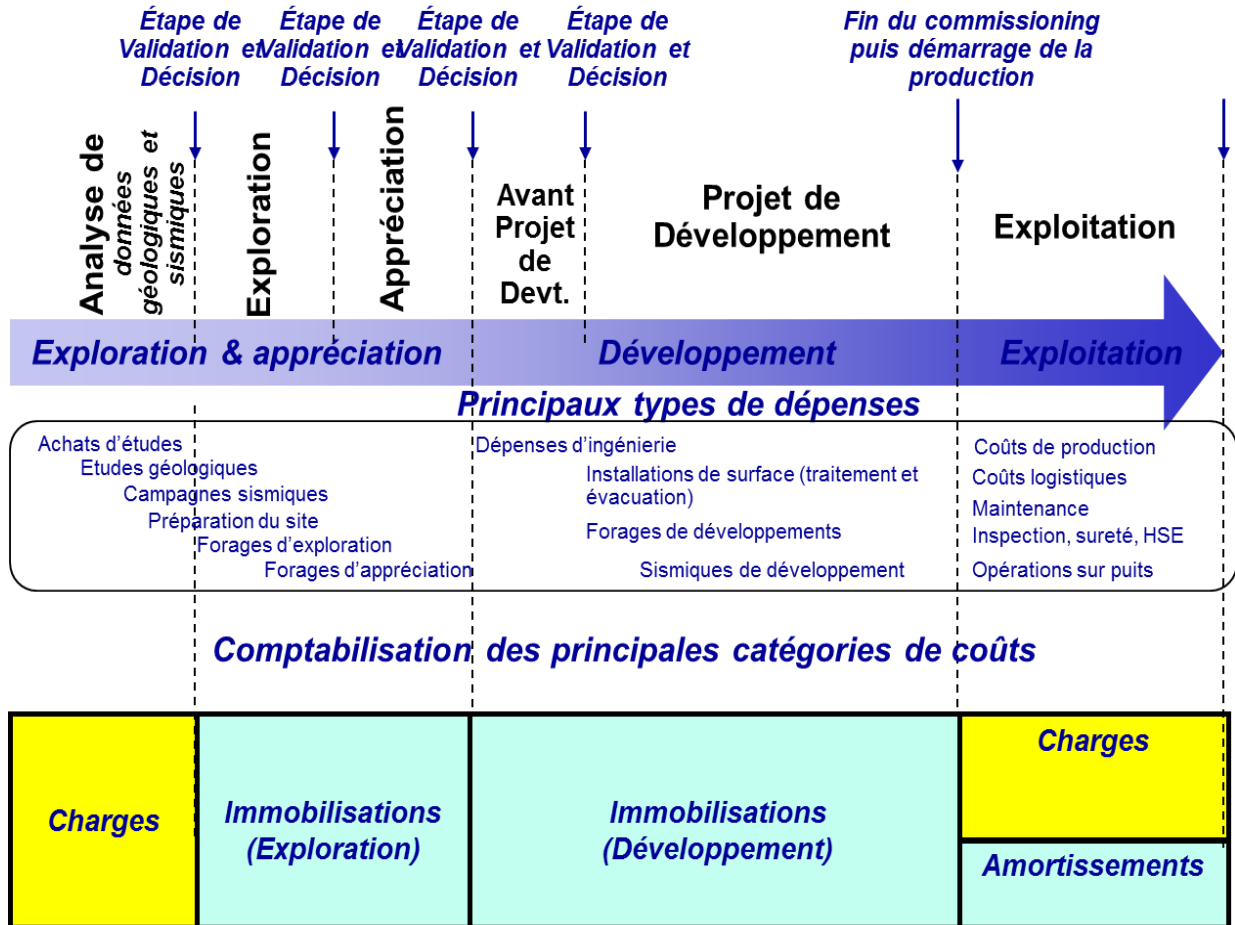 Étape de
Validation et
Décision
Étape de
Validation et
Décision
Étape de
Validation et
Décision
Étape de
Validation et
Décision
Fin du commissioning
puis démarrage de la
production
Analyse de
données
géologiques et
sismiques
Exploration
Appréciation
Avant
Projet
de
Devt.
Projet de
Développement
Exploitation
Exploration & appréciation
Développement
Exploitation
Principaux types de dépenses
Achats d'études
Etudes géologiques
Campagnes sismiques
Préparation du site
Forages d'exploration
Forages d'appréciation
Dépenses d'ingénierie
Installations de surface (traitement et
évacuation)
Forages de développements
Sismiques de développement
Coûts de production
Coûts logistiques
Maintenance
Inspection, sureté, HSE
Opérations sur puits
Comptabilisation des principales catégories de coûts
Charges
Immobilisations
(Exploration)
Immobilisations
(Développement)
Charges
Amortissements